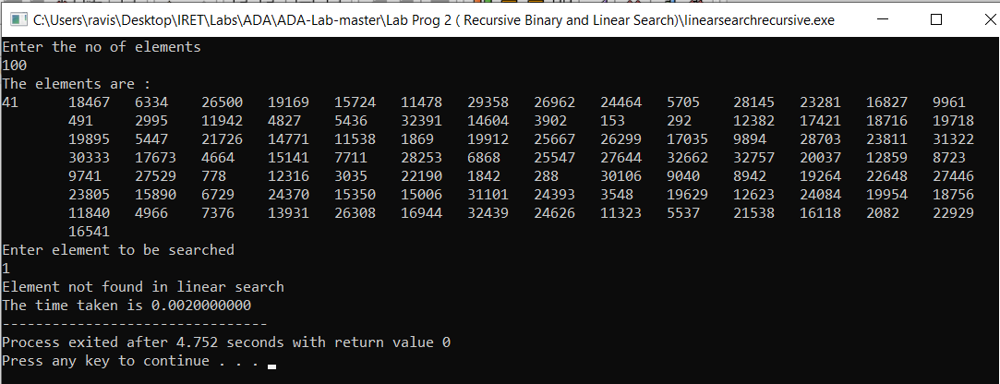 C:\Users\ravis\Desktop\IRET\Labs\ADA\ADA-Lab-master\Lab Prog 2 ( Recursive Binary and Linear Search)\linearsearchrecursive.exe
Enter the no of elements
100
The elements are :
41 18467 6334 26500 19169 15724 11478 29358 26962 24464 5705 28145 23281 16827 9961
491 2995 11942 4827 5436 32391 14604 3902 153 292 12382 17421 18716 19718
19895 5447 21726 14771 11538 1869 19912 25667 26299 17035 9894 28703 23811 31322
30333 17673 4664 15141 7711 28253 6868 25547 27644 32662 32757 20037 12859 8723
9741 27529 778 12316 3035 22190 1842 288 30106 9040 8942 19264 22648 27446
23805 15890 6729 24370 15350 15006 31101 24393 3548 19629 12623 24084 19954 18756
11840 4966 7376 13931 26308 16944 32439 24626 11323 5537 21538 16118 2082 22929
16541
Enter element to be searched
1
Element not found in linear search
The time taken is 0.0020000000
--------------------------------
Process exited after 4.752 seconds with return value 0
Press any key to continue . . .